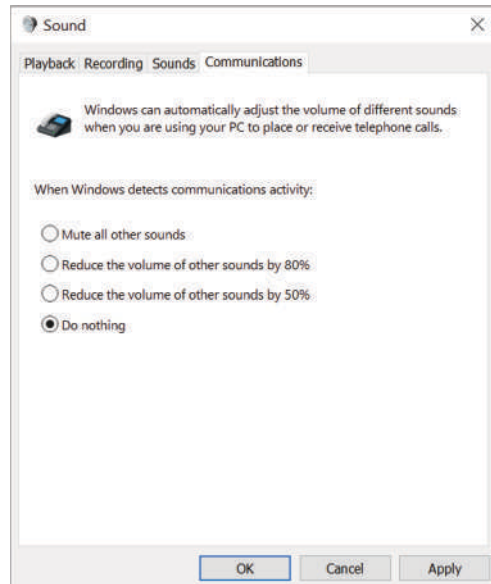 Sound
Playback Recording Sounds Communications
Windows can automatically adjust the volume of different sounds
when you are using your PC to place or receive telephone calls.
When Windows detects communications activity:
Mute all other sounds
Reduce the volume of other sounds by 80%
Reduce the volume of other sounds by 50%
Do nothing
OK Cancel Apply